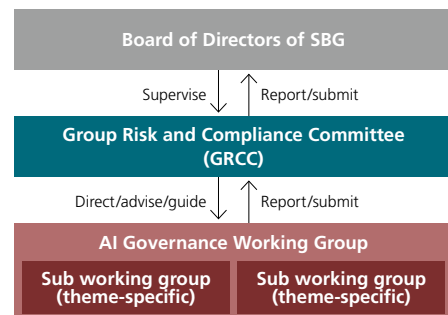 Board of Directors of SBG
Supervise
Report/submit
Group Risk and Compliance Committee
(GRCC)
Direct/advise/guide
Report/submit
AI Governance Working Group
Sub working group
(theme-specific)
Sub working group
(theme-specific)